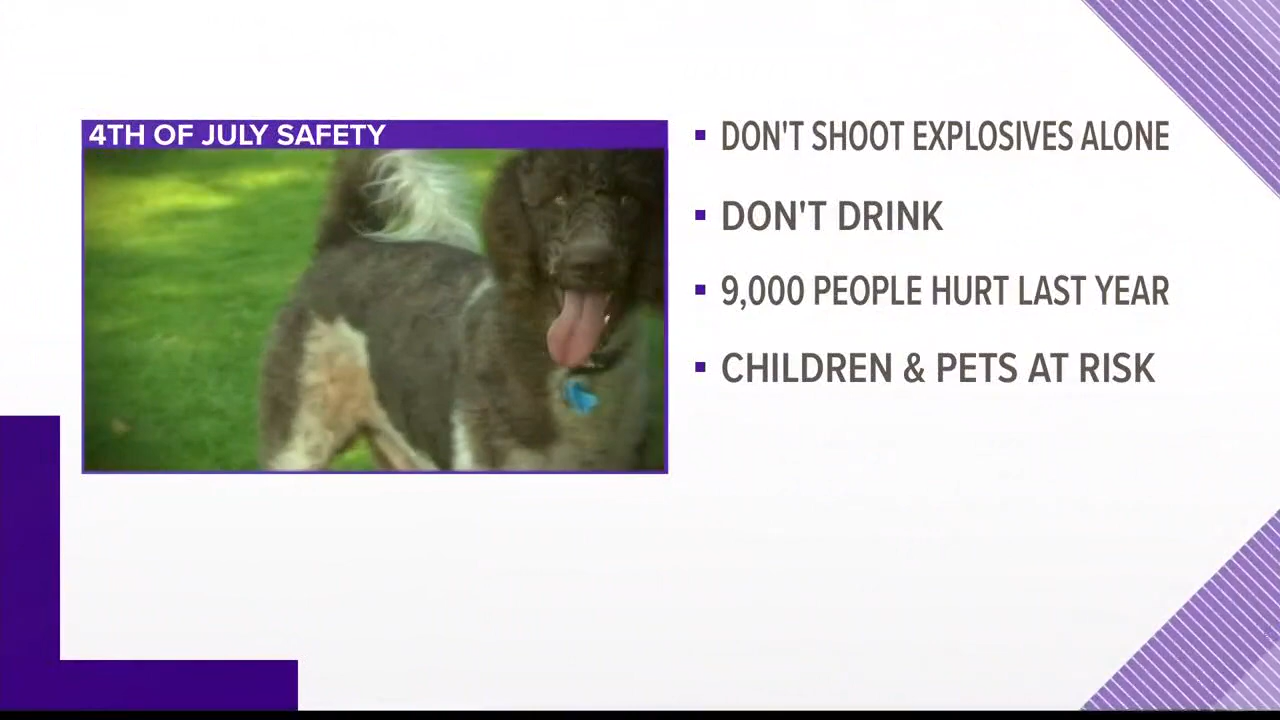 4TH OF JULY SAFETY
DON'T SHOOT EXPLOSIVES ALONE
DON'T DRINK
9,000 PEOPLE HURT LAST YEAR
CHILDREN & PETS AT RISK